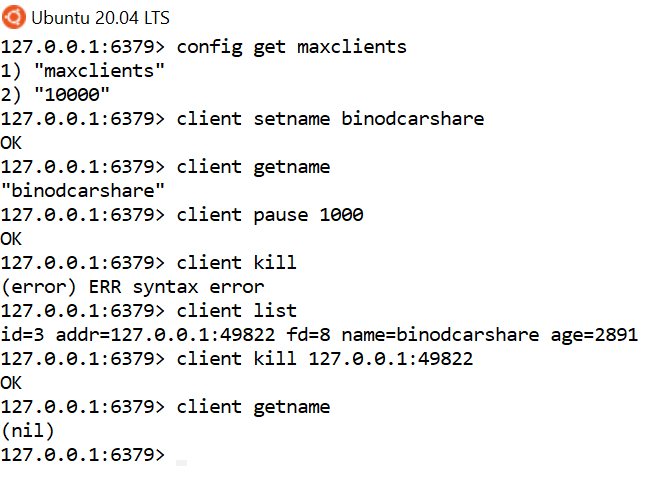 Ubuntu 20.04 LTS
127.0.0.1:6379> config get maxclients
1) "maxclients"
2) "10000"
127.0.0.1:6379> client setname binodcarshare
OK
127.0.0.1:6379> client getname
"binodcarshare"
127.0.0.1:6379> client pause 1000
OK
127.0.0.1:6379> client kill
(error) ERR syntax error
127.0.0.1:6379> client list
id=3 addr=127.0.0.1:49822 fd=8 name=binodcarshare age=2891
127.0.0.1:6379> client kill 127.0.0.1:49822
OK
127.0.0.1:6379> client getname
(nil)
127.0.0.1:6379>